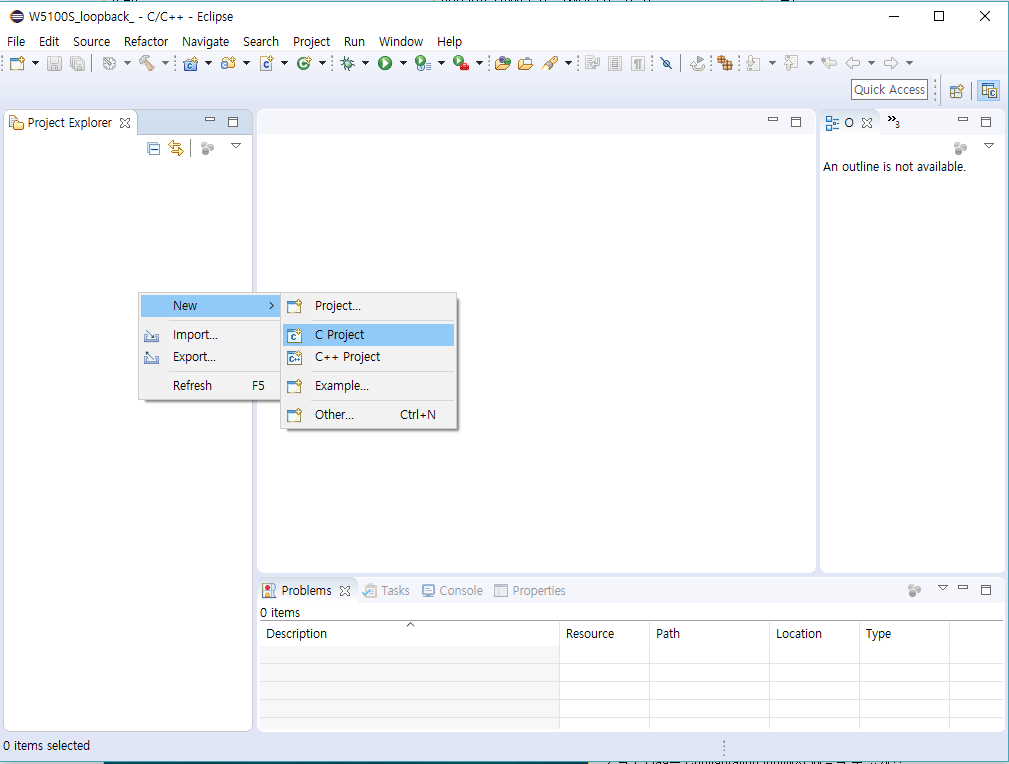 W5100S_loopback_ - C/C++ - Eclipse
File Edit Source Refactor Navigate Search Project Run Window Help
Quick Access
Project Explorer
O
»3
An outline is not available.
New
Import...
Export...
Refresh F5
Project...
C Project
C++ Project
Example...
Other... Ctrl+N
Problems Tasks Console Properties
0 items
Description Resource Path Location Type
0 items selected